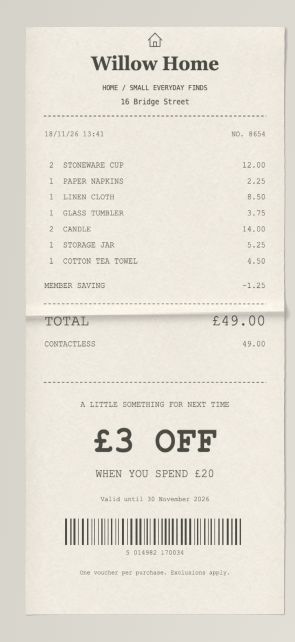 Willow Home
HOME / SMALL EVERYDAY FINDS
16 Bridge Street
18/11/26 13:41 NO. 8654
2 STONEWARE CUP 12.00
1 PAPER NAPKINS 2.25
1 LINEN CLOTH 8.50
1 GLASS TUMBLER 3.75
2 CANDLE 14.00
1 STORAGE JAR 5.25
1 COTTON TEA TOWEL 4.50
MEMBER SAVING -1.25
TOTAL £49.00
CONTACTLESS 49.00
A LITTLE SOMETHING FOR NEXT TIME
£3 OFF
WHEN YOU SPEND £20
Valid until 30 November 2026
5 014982 170034
One voucher per purchase. Exclusions apply.